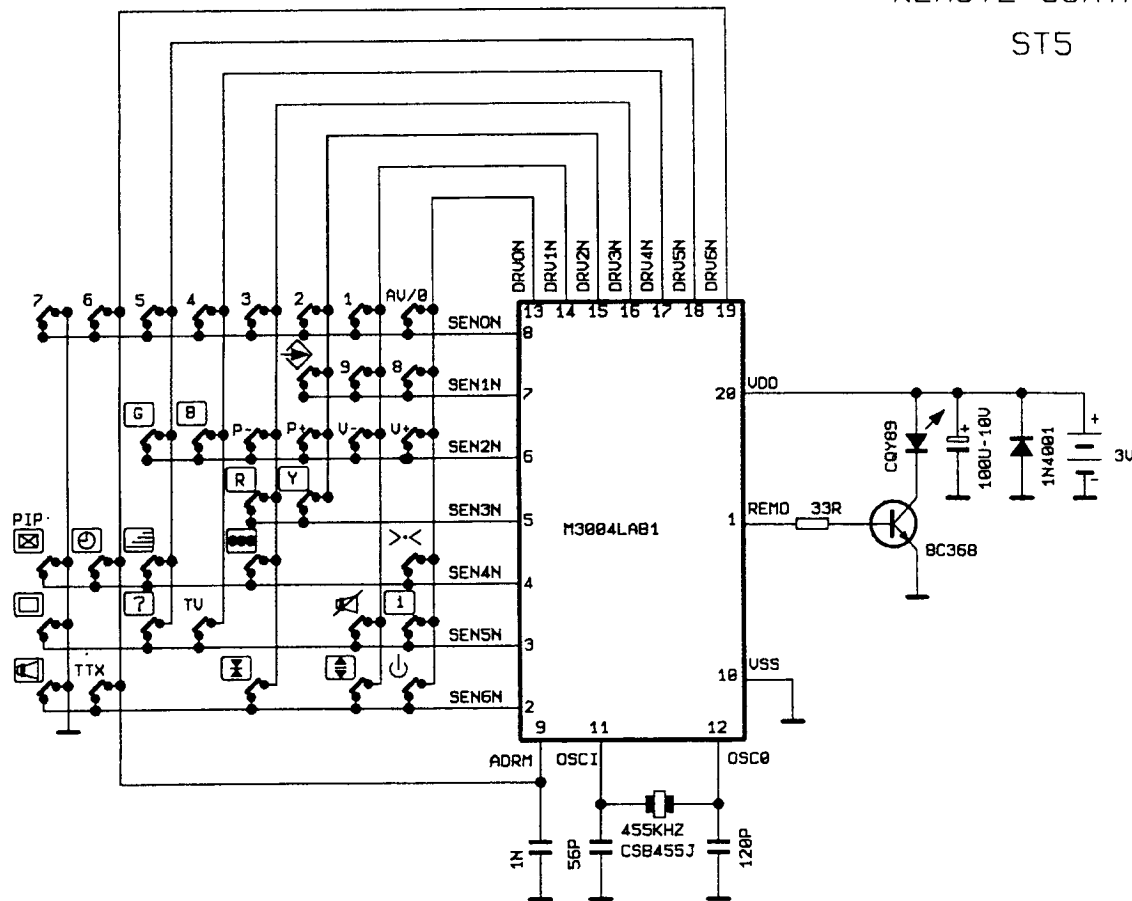 ST5
DRV0N
DRV1N
DRV2N
DRV3N
DRV4N
DRV5N
DRV6N
13 14 15 16 17 18 19
7 6 5 4 3 2 1 AV/0
SEN0N 8
9 8
SEN1N 7
G B P- P+ V- V+
SEN2N 6
R Y
SEN3N 5
PIP
SEN4N 4
? TV i
SEN5N 3
TTX
SEN6N 2
M3004LAB1
20 VDD
CQY89
100U-10V
1N4001
+
+
-
3V
1 REMO 33R
BC368
10 VSS
9 11 12
ADRM OSCI OSCO
1N
56P
455KHZ
CSB455J
120P